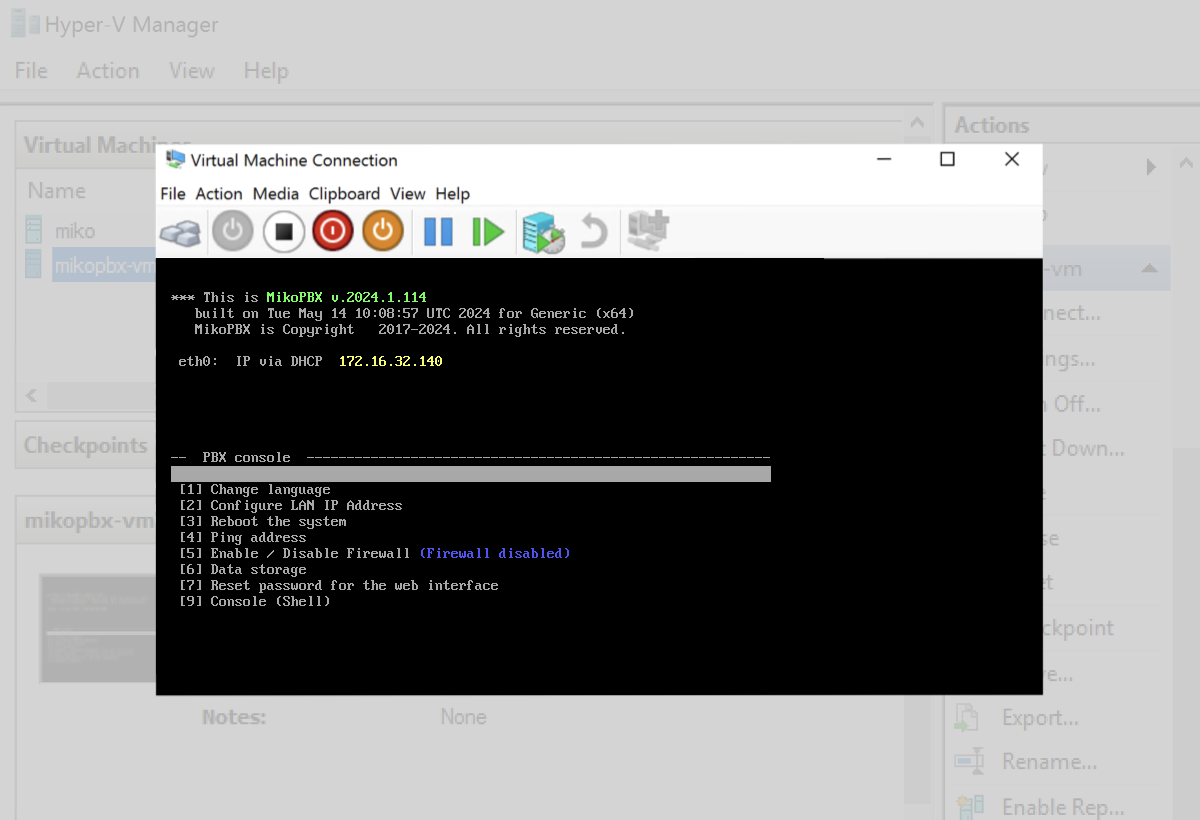 Hyper-V Manager
File Action View Help
Virtual Machines
Name
miko
mikopbx-vm
Checkpoints
mikopbx-vm
Notes: None
Virtual Machine Connection
File Action Media Clipboard View Help
*** This is MikoPBX v.2024.1.114
built on Tue May 14 10:08:57 UTC 2024 for Generic (x64)
MikoPBX is Copyright 2017-2024. All rights reserved.
eth0: IP via DHCP 172.16.32.140
-- PBX console ----------------------------------------------------------
[1] Change language
[2] Configure LAN IP Address
[3] Reboot the system
[4] Ping address
[5] Enable / Disable Firewall (Firewall disabled)
[6] Data storage
[7] Reset password for the web interface
[9] Console (Shell)
Actions
-vm
nect...
ngs...
Off...
Down...
se
et
ckpoint
e...
Export...
Rename...
Enable Rep...